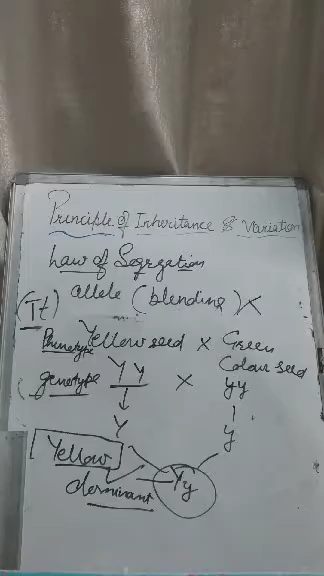 Principle of Inheritance & Variation
Law of Segregation
allele (blending) X
(Tt)
Phenotype Yellow seed × Green
Colour seed
genotype YY × yy
Y y
Yellow
dominant Yy